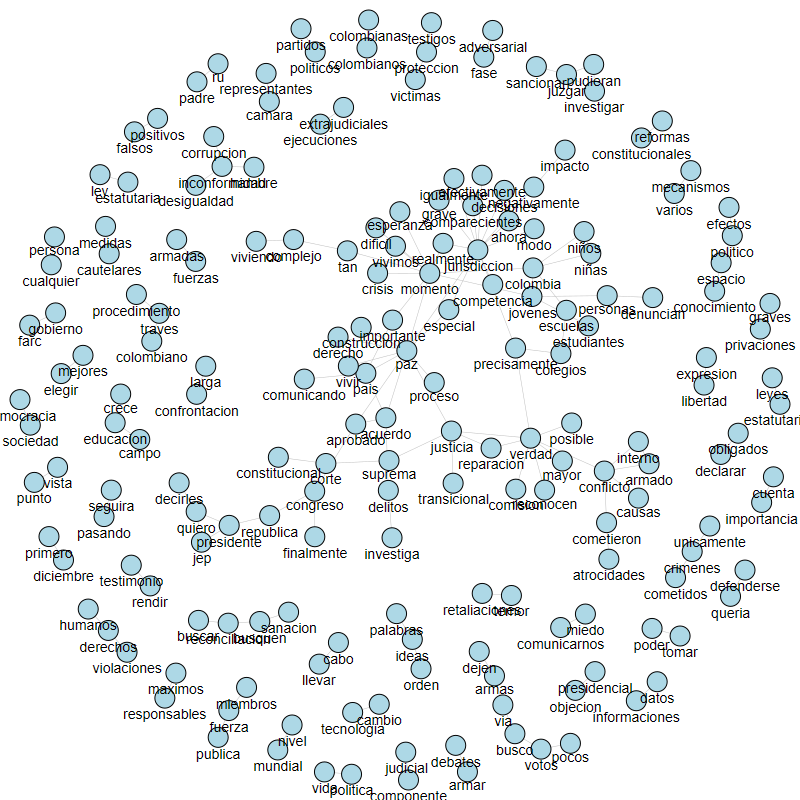 colombianas
testigos
partidos
adversarial
politicos
colombianos
proteccion
fase
ru
sancionar
pudieran
padre
representantes
juzgar
victimas
investigar
camara
extrajudiciales
ejecuciones
positivos
falsos
reformas
corrupcion
constitucionales
impacto
ley
estatutaria
inconformidad
hambre
desigualdad
mecanismos
varios
igualmente
efectivamente
negativamente
decisiones
grave
comparecientes
esperanza
ahora
modo
efectos
politico
persona
medidas
armadas
dificil
niños
cualquier
cautelares
fuerzas
viviendo
complejo
tan
vivimos
realmente
jurisdiccion
niñas
espacio
crisis
momento
colombia
competencia
conocimiento
procedimiento
jovenes
personas
denuncian
graves
farc
gobierno
traves
especial
escuelas
privaciones
importante
construccion
estudiantes
colombiano
derecho
paz
precisamente
colegios
expresion
mejores
elegir
larga
comunicando
vivir
pais
proceso
libertad
leyes
confrontacion
crece
sociedad
educacion
campo
aprobado
acuerdo
justicia
verdad
posible
obligados
declarar
reparacion
interno
punto
vista
constitucional
corte
suprema
mayor
conflicto
armado
cuenta
seguira
decirles
congreso
delitos
transicional
reconocen
causas
importancia
pasando
quiero
presidente
republica
cometieron
unicamente
primero
jep
finalmente
investiga
crimenes
diciembre
testimonio
atrocidades
cometidos
defenderse
rendir
queria
humanos
buscar
reconciliacion
busquen
sanacion
palabras
retaliaciones
miedo
comunicarnos
derechos
cabo
ideas
poder
tomar
violaciones
llevar
orden
dejen
maximos
responsables
miembros
armas
presidencial
objecion
datos
informaciones
fuerza
tecnologia
cambio
via
publica
nivel
mundial
busco
votos
pocos
judicial
debates
vida
politica
componente
armar